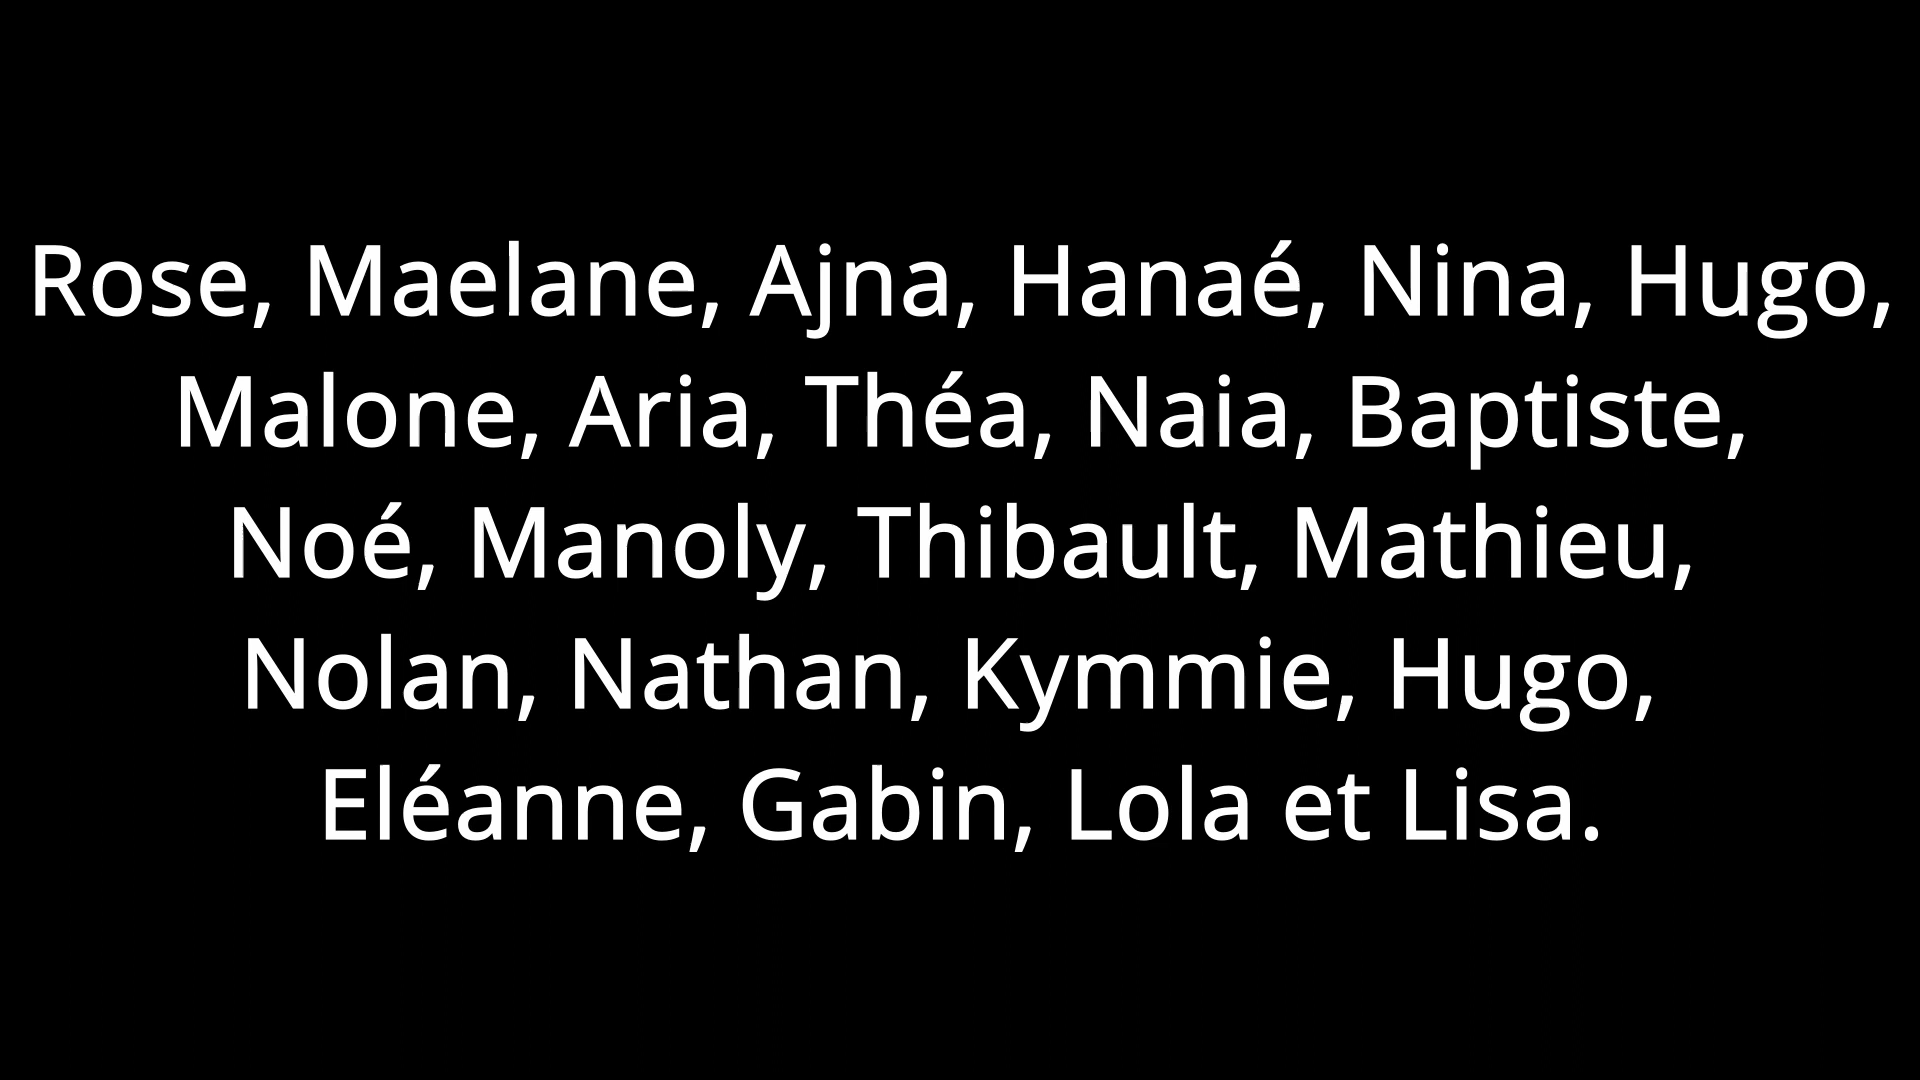 Rose, Maelane, Ajna, Hanaé, Nina, Hugo,
Malone, Aria, Théa, Naia, Baptiste,
Noé, Manoly, Thibault, Mathieu,
Nolan, Nathan, Kymmie, Hugo,
Eléanne, Gabin, Lola et Lisa.